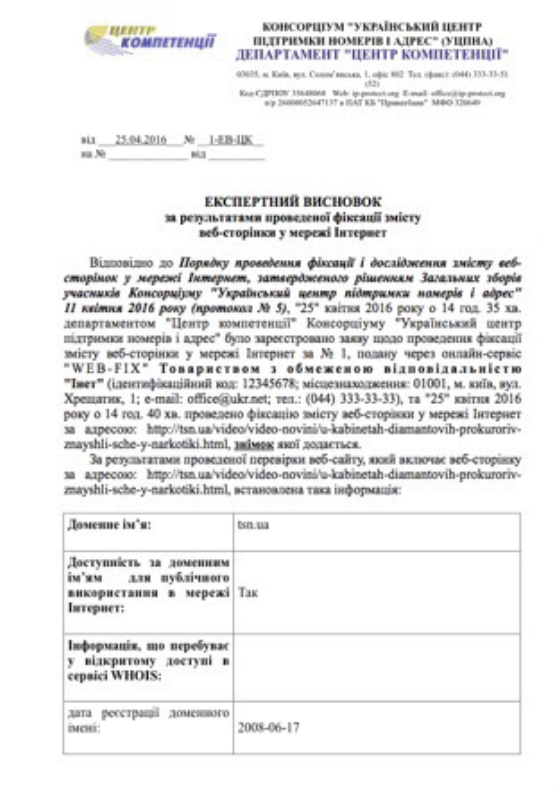 ЦЕНТР
КОМПЕТЕНЦІЇ
КОНСОРЦІУМ "УКРАЇНСЬКИЙ ЦЕНТР
ПІДТРИМКИ НОМЕРІВ І АДРЕС" (УЦПНА)
ДЕПАРТАМЕНТ "ЦЕНТР КОМПЕТЕНЦІЇ"
03035, м. Київ, вул. Солом'янська, 1, офіс 802 Тел. (факс): (044) 333-33-51
(52)
Код ЄДРПОУ 35648068 Web: ip-protect.org E-mail: office@ip-protect.org
п/р 26000052647137 в ПАТ КБ "Приватбанк" МФО 320649
від 25.04.2016 № 1-ЕВ-ЦК
на № від
ЕКСПЕРТНИЙ ВИСНОВОК
за результатами проведеної фіксації змісту
веб-сторінки у мережі Інтернет
Відповідно до Порядку проведення фіксації і дослідження змісту веб-
сторінок у мережі Інтернет, затвердженого рішенням Загальних зборів
учасників Консорціуму "Український центр підтримки номерів і адрес"
11 квітня 2016 року (протокол № 5), "25" квітня 2016 року о 14 год. 35 хв.
департаментом "Центр компетенції" Консорціуму "Український центр
підтримки номерів і адрес" було зареєстровано заяву щодо проведення фіксації
змісту веб-сторінки у мережі Інтернет за № 1, подану через онлайн-сервіс
"WEB-FIX" Товариством з обмеженою відповідальністю
"Інет" (ідентифікаційний код: 12345678; місцезнаходження: 01001, м. київ, вул.
Хрещатик, 1; e-mail: office@ukr.net; тел.: (044) 333-33-33), та "25" квітня 2016
року о 14 год. 40 хв. проведено фіксацію змісту веб-сторінки у мережі Інтернет
за адресою: http://tsn.ua/video/video-novini/u-kabinetah-diamantovih-prokuroriv-
znayshli-sche-y-narkotiki.html, знімок якої додається.
За результатами проведеної перевірки веб-сайту, який включає веб-сторінку
за адресою: http://tsn.ua/video/video-novini/u-kabinetah-diamantovih-prokuroriv-
znayshli-sche-y-narkotiki.html, встановлена така інформація:
Доменне ім'я: tsn.ua
Доступність за доменним
ім'ям для публічного
використання в мережі Так
Інтернет:
Інформація, що перебуває
у відкритому доступі в
сервісі WHOIS:
дата реєстрації доменного
імені: 2008-06-17